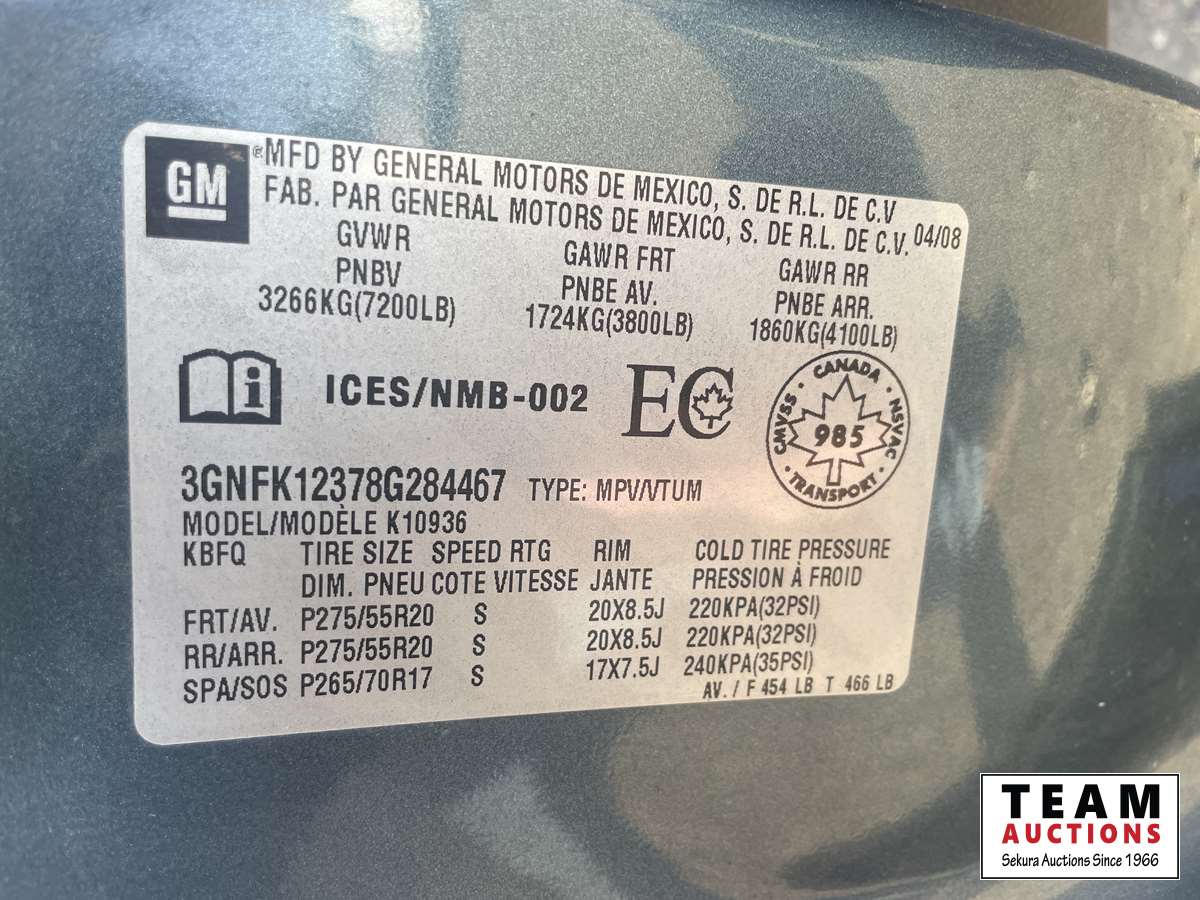 GM
®MFD BY GENERAL MOTORS DE MEXICO, S. DE R.L. DE C.V
FAB. PAR GENERAL MOTORS DE MEXICO, S. DE R.L. DE C.V. 04/08
GVWR GAWR FRT GAWR RR
PNBV PNBE AV. PNBE ARR.
3266KG(7200LB) 1724KG(3800LB) 1860KG(4100LB)
i ICES/NMB-002 EC
CANADA
CMVSS 985 NSVAC
· TRANSPORT ·
3GNFK12378G284467 TYPE: MPV/VTUM
MODEL/MODÈLE K10936
KBFQ TIRE SIZE SPEED RTG RIM COLD TIRE PRESSURE
DIM. PNEU COTE VITESSE JANTE PRESSION À FROID
FRT/AV. P275/55R20 S 20X8.5J 220KPA(32PSI)
RR/ARR. P275/55R20 S 20X8.5J 220KPA(32PSI)
SPA/SOS P265/70R17 S 17X7.5J 240KPA(35PSI)
AV. / F 454 LB T 466 LB
TEAM
AUCTIONS
Sekura Auctions Since 1966